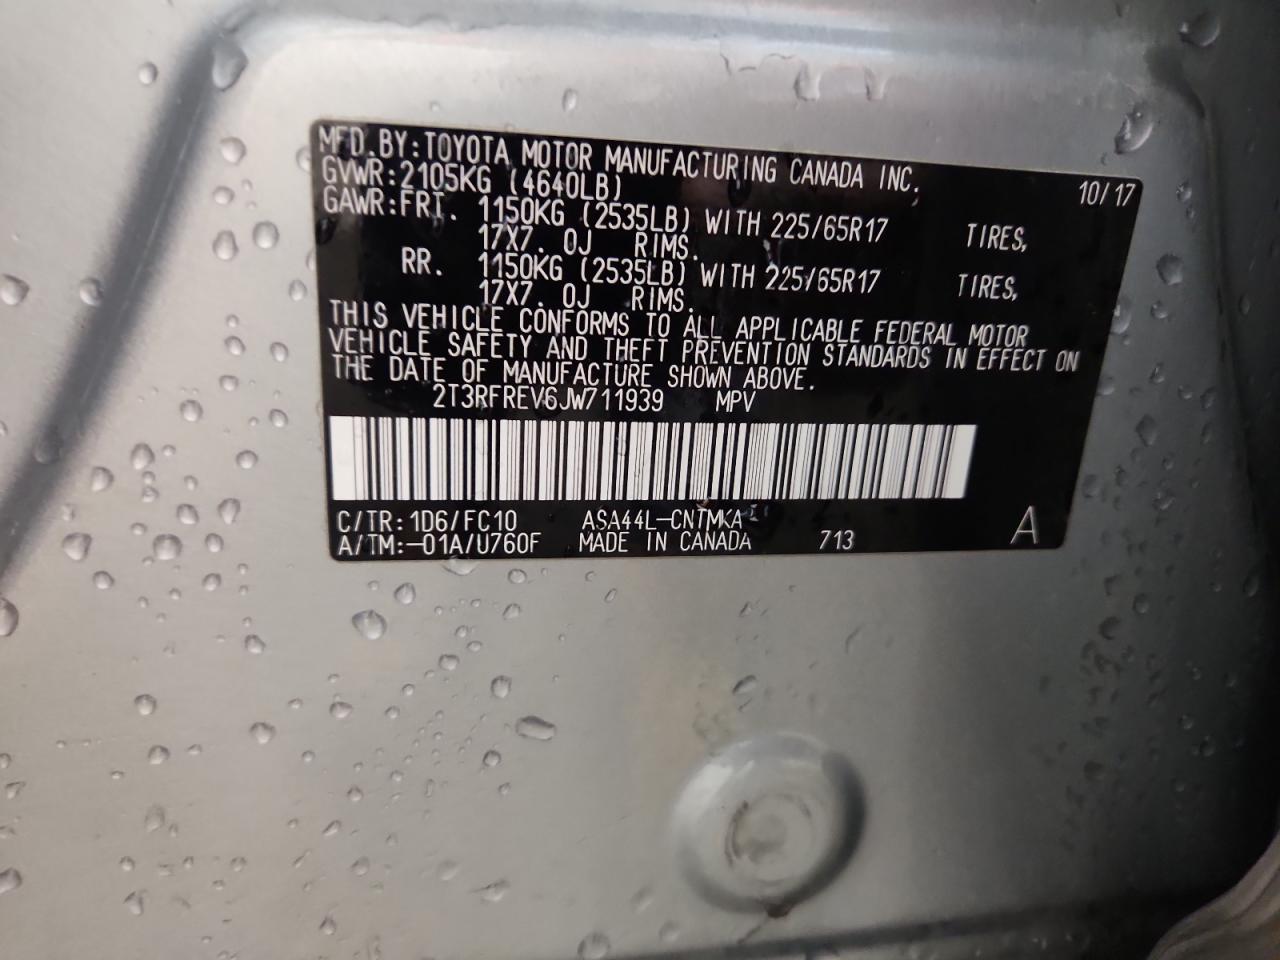 MFD.BY:TOYOTA MOTOR MANUFACTURING CANADA INC. 10/17
GVWR:2105KG (4640LB)
GAWR:FRT. 1150KG (2535LB) WITH 225/65R17 TIRES,
17X7.0J RIMS.
RR. 1150KG (2535LB) WITH 225/65R17 TIRES,
17X7.0J RIMS.
THIS VEHICLE CONFORMS TO ALL APPLICABLE FEDERAL MOTOR
VEHICLE SAFETY AND THEFT PREVENTION STANDARDS IN EFFECT ON
THE DATE OF MANUFACTURE SHOWN ABOVE.
2T3RFREV6JW711939 MPV
C/TR:1D6/FC10 ASA44L-CNTMKA
A/TM:-01A/U760F MADE IN CANADA 713 A